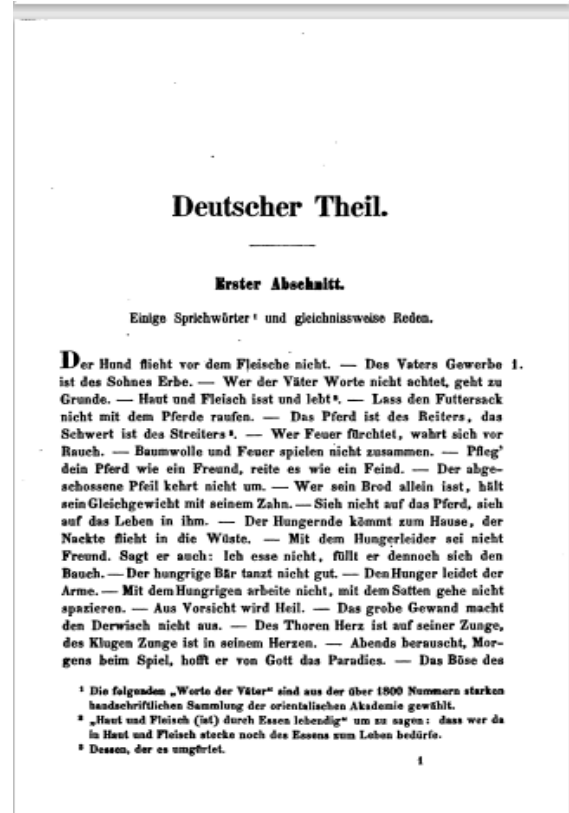 Deutscher Theil.
Erster Abschnitt.
Einige Sprichwörter¹ und gleichnissweise Reden.
Der Hund flieht vor dem Fleische nicht. — Des Vaters Gewerbe 1.
ist des Sohnes Erbe. — Wer der Väter Worte nicht achtet, geht zu
Grunde. — Haut und Fleisch isst und lebt². — Lass den Futtersack
nicht mit dem Pferde raufen. — Das Pferd ist des Reiters, das
Schwert ist des Streiters³. — Wer Feuer fürchtet, wahrt sich vor
Rauch. — Baumwolle und Feuer spielen nicht zusammen. — Pfleg'
dein Pferd wie ein Freund, reite es wie ein Feind. — Der abge-
schossene Pfeil kehrt nicht um. — Wer sein Brod allein isst, hält
sein Gleichgewicht mit seinem Zahn. — Sieh nicht auf das Pferd, sieh
auf das Leben in ihm. — Der Hungernde kömmt zum Hause, der
Nackte flieht in die Wüste. — Mit dem Hungerleider sei nicht
Freund. Sagt er auch: Ich esse nicht, füllt er dennoch sich den
Bauch. — Der hungrige Bär tanzt nicht gut. — Den Hunger leidet der
Arme. — Mit dem Hungrigen arbeite nicht, mit dem Satten gehe nicht
spazieren. — Aus Vorsicht wird Heil. — Das grobe Gewand macht
den Derwisch nicht aus. — Des Thoren Herz ist auf seiner Zunge,
des Klugen Zunge ist in seinem Herzen. — Abends berauscht, Mor-
gens beim Spiel, hofft er von Gott das Paradies. — Das Böse des
¹ Die folgenden „Worte der Väter“ sind aus der über 1800 Nummern starken
handschriftlichen Sammlung der orientalischen Akademie gewählt.
² „Haut und Fleisch (ist) durch Essen lebendig“ um zu sagen: dass wer da
in Haut und Fleisch stecke noch des Essens zum Leben bedürfe.
³ Dessen, der es umgürtet.
1